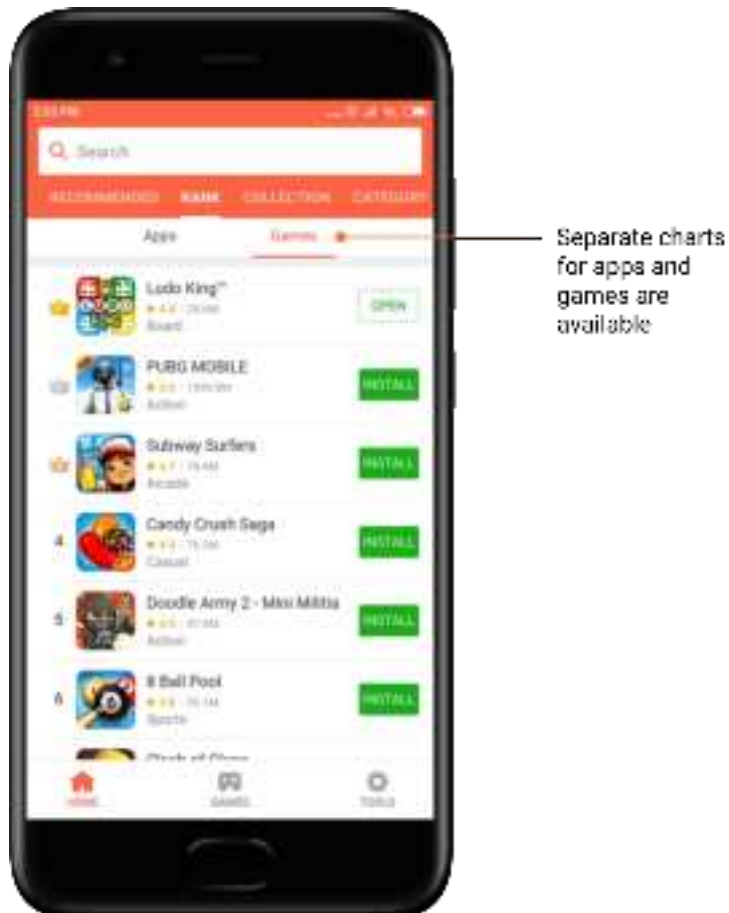 Search
RECOMMENDED RANK COLLECTION CATEGORY
Apps Games
Separate charts
for apps and
games are
available
Ludo King™
OPEN
Board
PUBG MOBILE
INSTALL
Action
Subway Surfers
INSTALL
Arcade
4 Candy Crush Saga
INSTALL
Casual
5 Doodle Army 2 - Mini Militia
INSTALL
Action
6 8 Ball Pool
INSTALL
Sports
HOME GAMES TOOLS